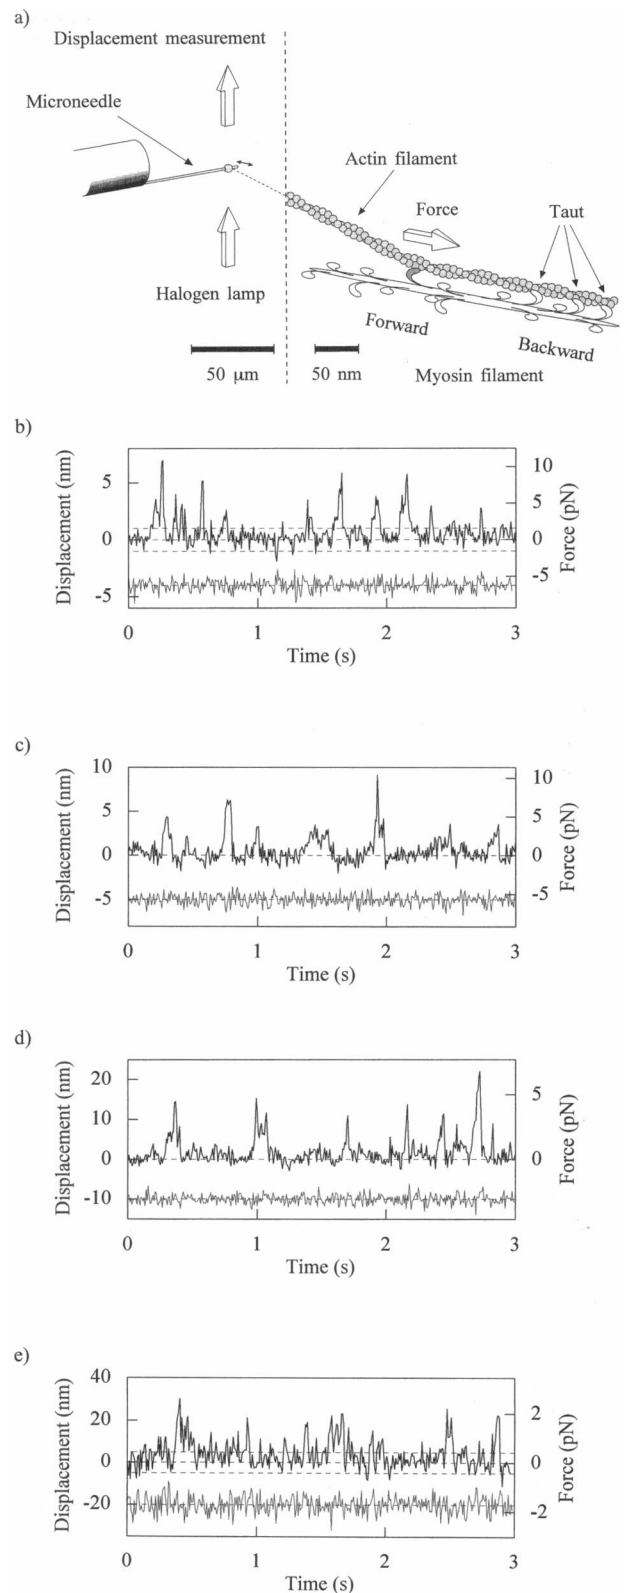 a)
Displacement measurement
Microneedle
Actin filament
Force
Taut
Halogen lamp
Forward
Backward
50 μm
50 nm
Myosin filament
b)
Displacement (nm)
5
0
-5
10
5
0
-5
Force (pN)
0 1 2 3
Time (s)
c)
Displacement (nm)
10
5
0
-5
10
5
0
-5
Force (pN)
0 1 2 3
Time (s)
d)
Displacement (nm)
20
10
0
-10
5
0
Force (pN)
0 1 2 3
Time (s)
e)
Displacement (nm)
40
20
0
-20
2
0
-2
Force (pN)
0 1 2 3
Time (s)